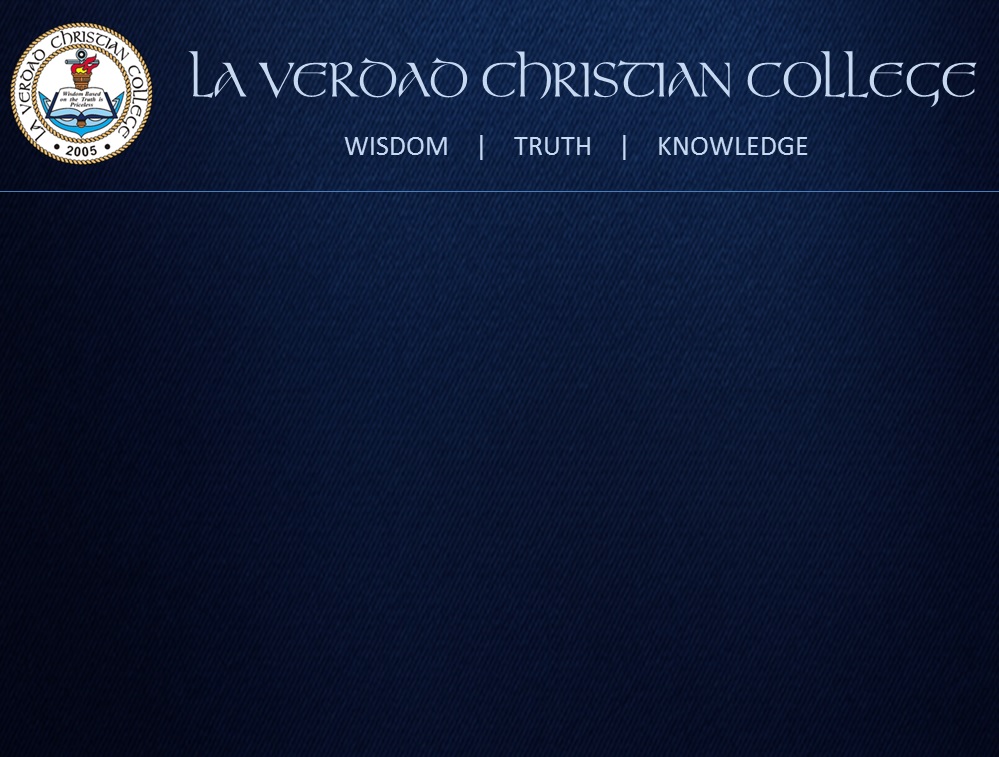 LA VERDAD CHRISTIAN COLLEGE
Wisdom Based
on the Truth is
Priceless
• 2005 •
LA VERDAD CHRISTIAN COLLEGE
WISDOM | TRUTH | KNOWLEDGE